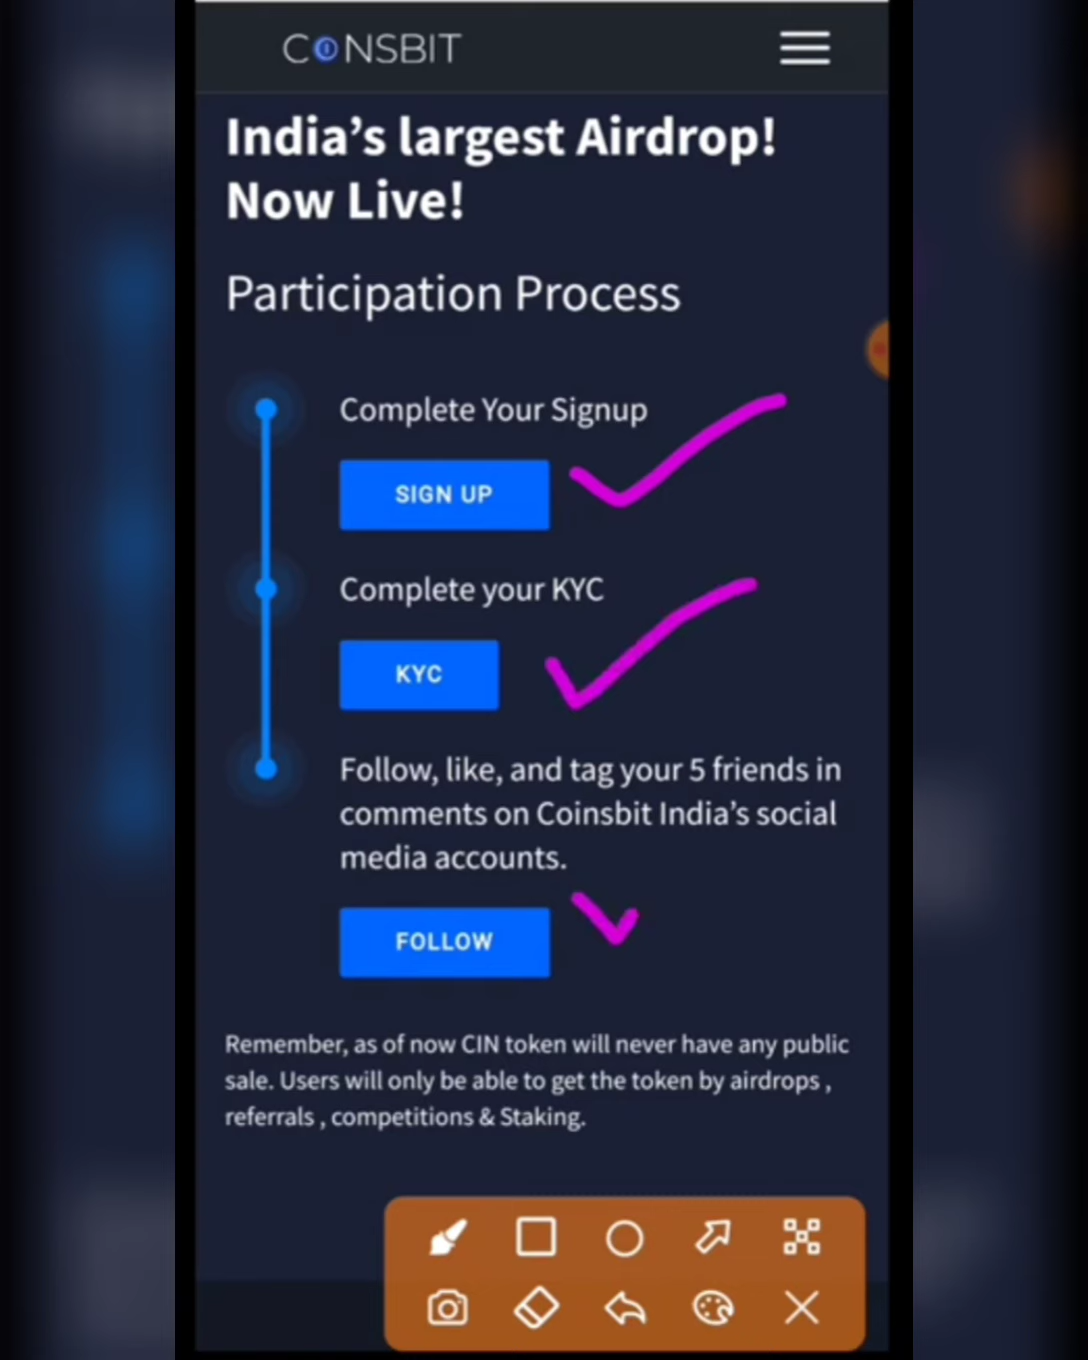 COINSBIT
India's largest Airdrop!
Now Live!
Participation Process
Complete Your Signup
SIGN UP
Complete your KYC
KYC
Follow, like, and tag your 5 friends in
comments on Coinsbit India's social
media accounts.
FOLLOW
Remember, as of now CIN token will never have any public
sale. Users will only be able to get the token by airdrops ,
referrals , competitions & Staking.